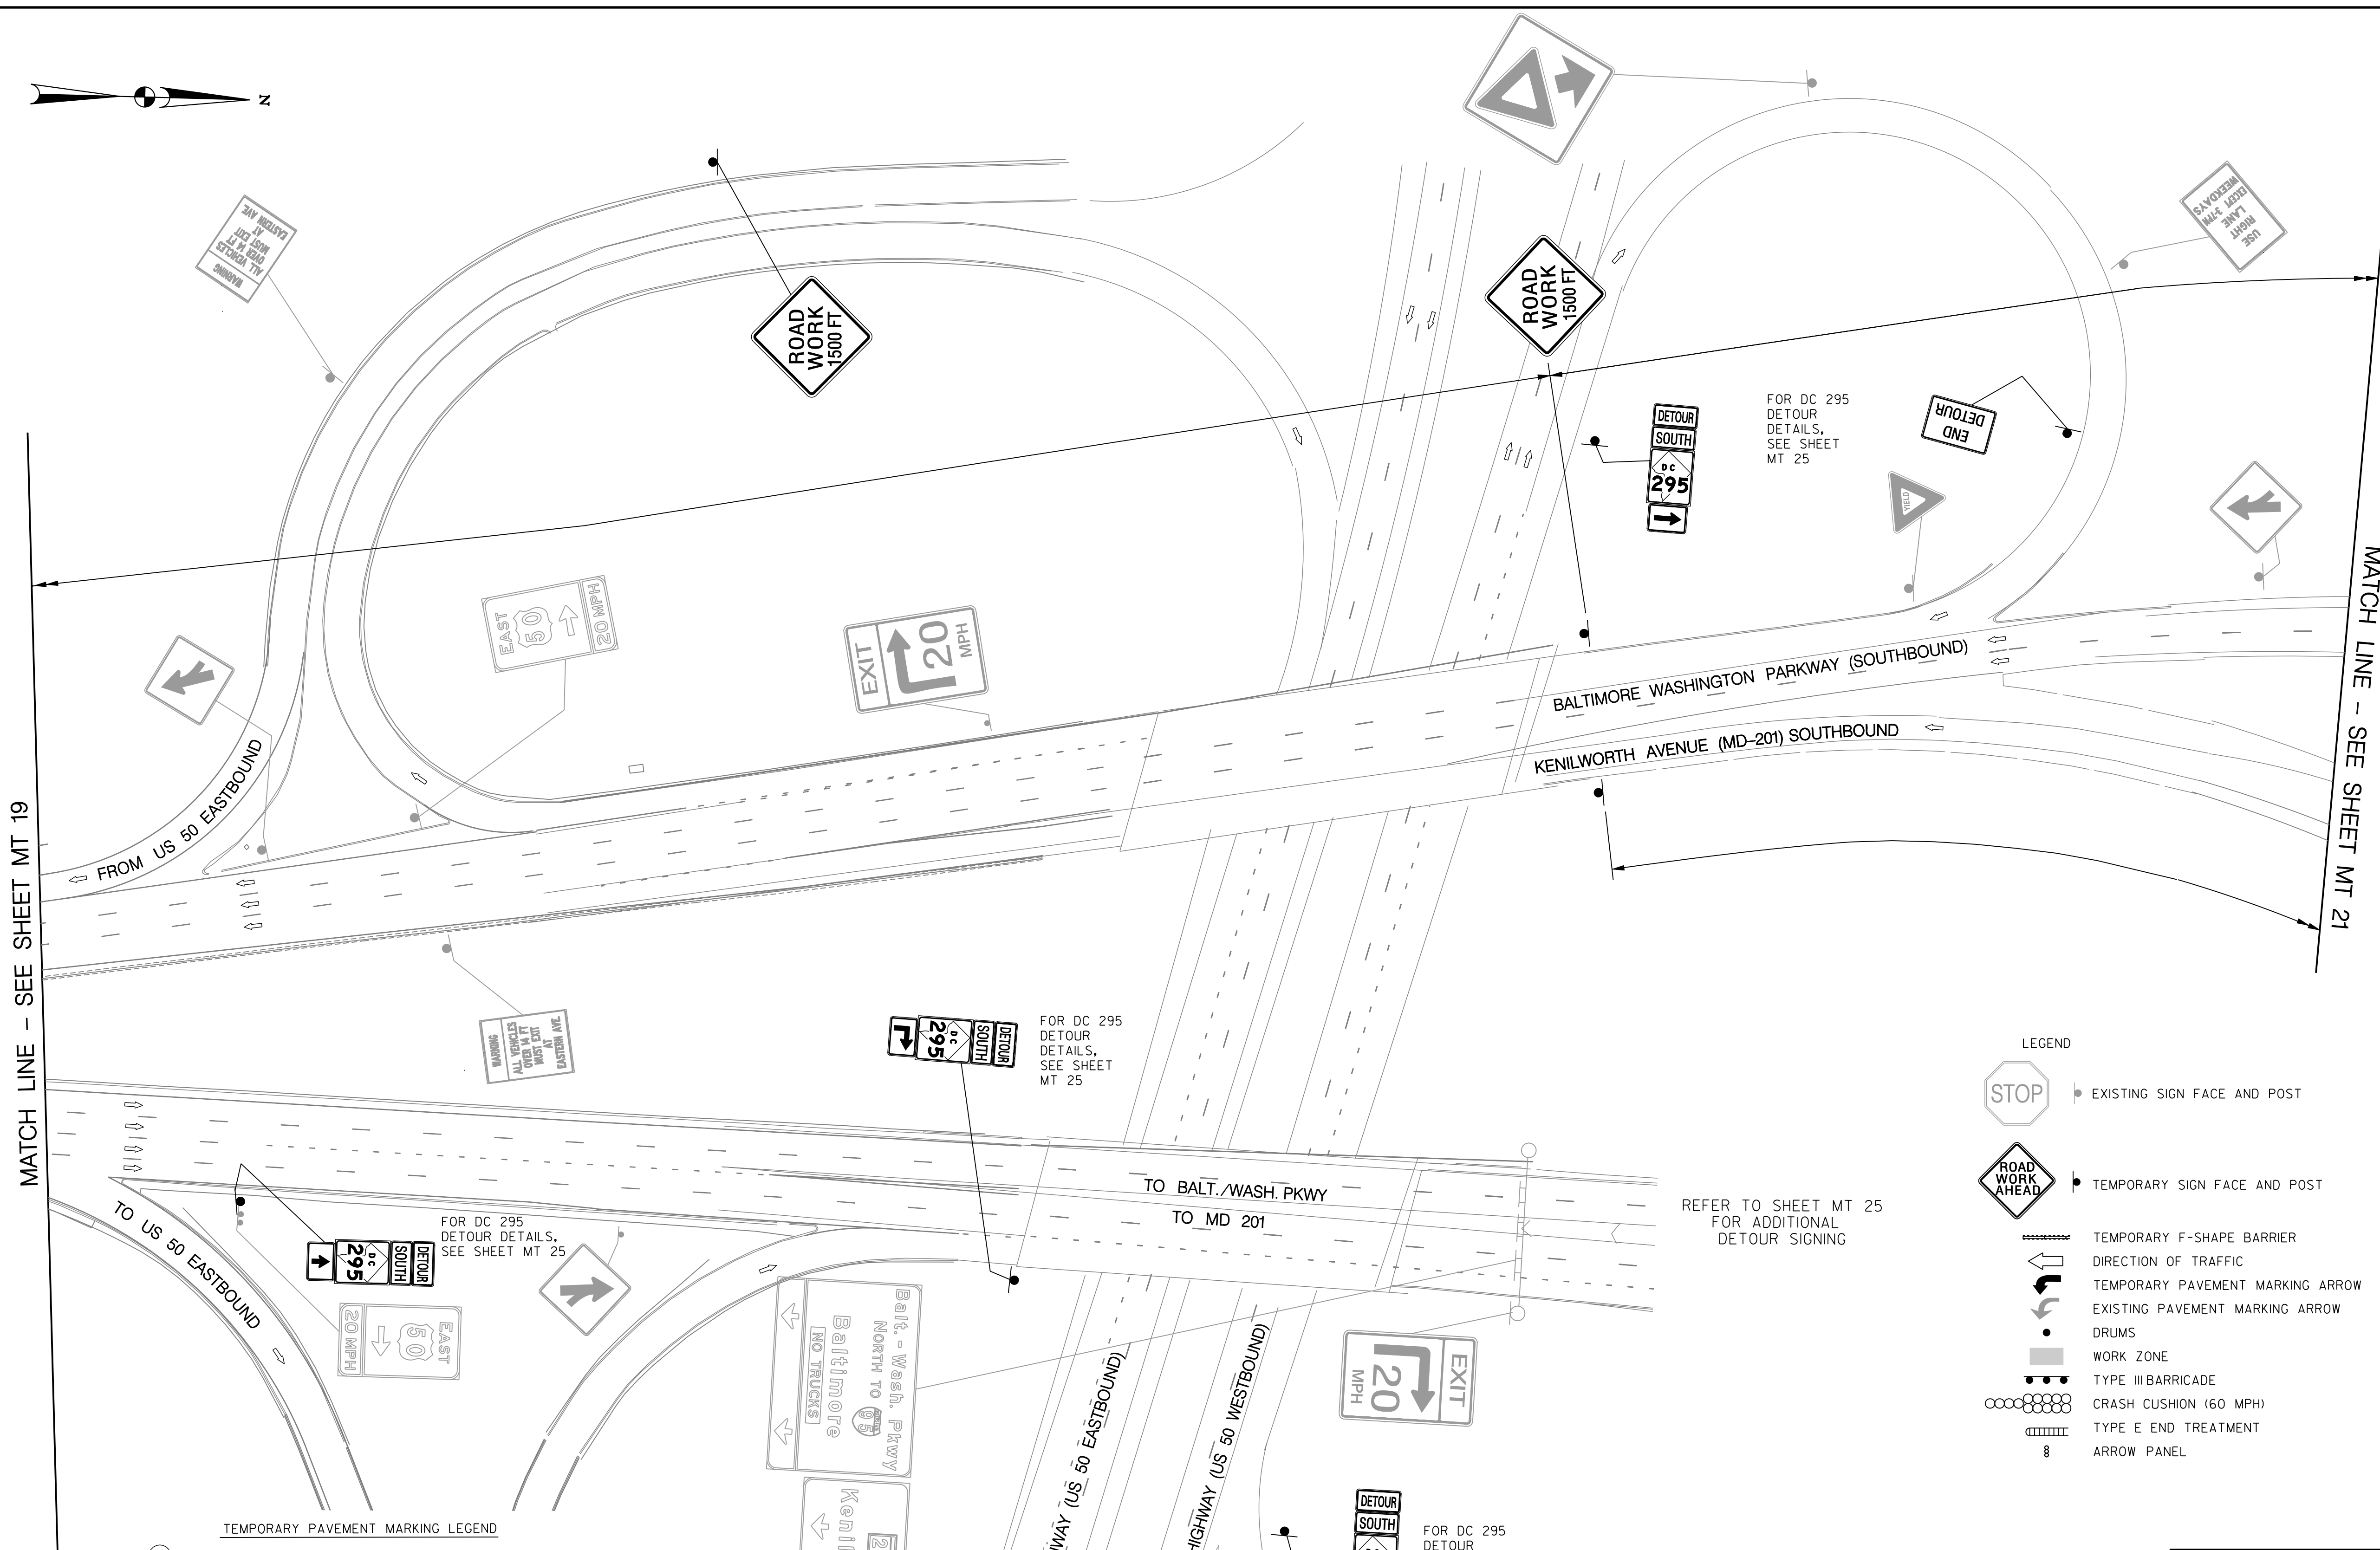 N
WARNING
ALL VEHICLES
OVER 14 FT
MUST EXIT
AT
EASTERN AVE
ROAD
WORK
1500 FT
ROAD
WORK
1500 FT
USE
RIGHT
LANE
EXCEPT 3-7PM
WEEKDAYS
DETOUR
SOUTH
DC
295
FOR DC 295
DETOUR
DETAILS,
SEE SHEET
MT 25
END
DETOUR
YIELD
EAST
50
20 MPH
EXIT
20
MPH
BALTIMORE WASHINGTON PARKWAY (SOUTHBOUND)
KENILWORTH AVENUE (MD-201) SOUTHBOUND
MATCH LINE - SEE SHEET MT 21
MATCH LINE - SEE SHEET MT 19
FROM US 50 EASTBOUND
WARNING
ALL VEHICLES
OVER 14 FT
MUST EXIT
AT
EASTERN AVE.
DETOUR
SOUTH
DC
295
FOR DC 295
DETOUR
DETAILS,
SEE SHEET
MT 25
TO BALT./WASH. PKWY
TO MD 201
REFER TO SHEET MT 25
FOR ADDITIONAL
DETOUR SIGNING
TO US 50 EASTBOUND
DETOUR
SOUTH
DC
295
FOR DC 295
DETOUR DETAILS,
SEE SHEET MT 25
EAST
50
20 MPH
Balt. - Wash. Pkwy
NORTH TO 95
Baltimore
NO TRUCKS
Kenil
2
EXIT
20
MPH
WAY (US 50 EASTBOUND)
HIGHWAY (US 50 WESTBOUND)
DETOUR
SOUTH
FOR DC 295
DETOUR
LEGEND
STOP
EXISTING SIGN FACE AND POST
ROAD
WORK
AHEAD
TEMPORARY SIGN FACE AND POST
TEMPORARY F-SHAPE BARRIER
DIRECTION OF TRAFFIC
TEMPORARY PAVEMENT MARKING ARROW
EXISTING PAVEMENT MARKING ARROW
DRUMS
WORK ZONE
TYPE III BARRICADE
CRASH CUSHION (60 MPH)
TYPE E END TREATMENT
ARROW PANEL
TEMPORARY PAVEMENT MARKING LEGEND